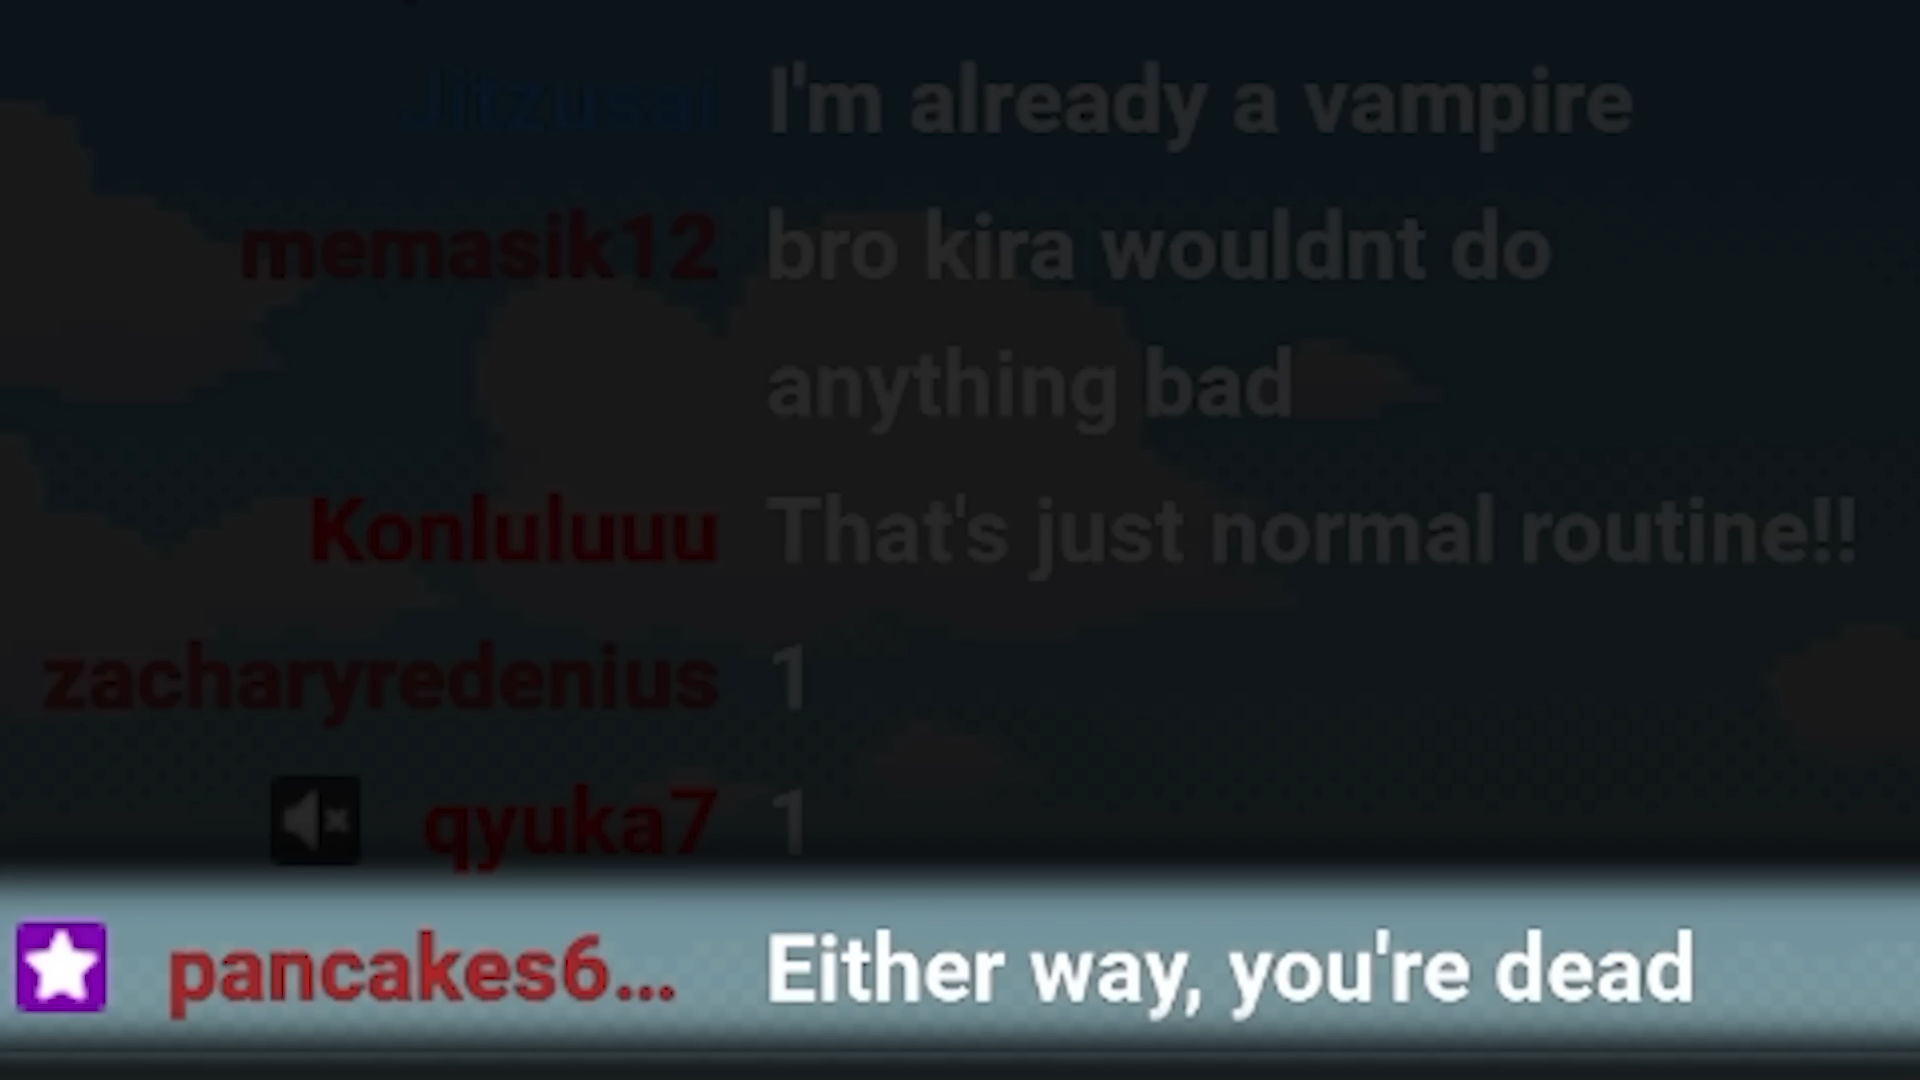 Jitzusai I'm already a vampire
memasik12 bro kira wouldnt do
anything bad
Konluluuu That's just normal routine!!
zacharyredenius 1
qyuka7 1
pancakes6... Either way, you're dead